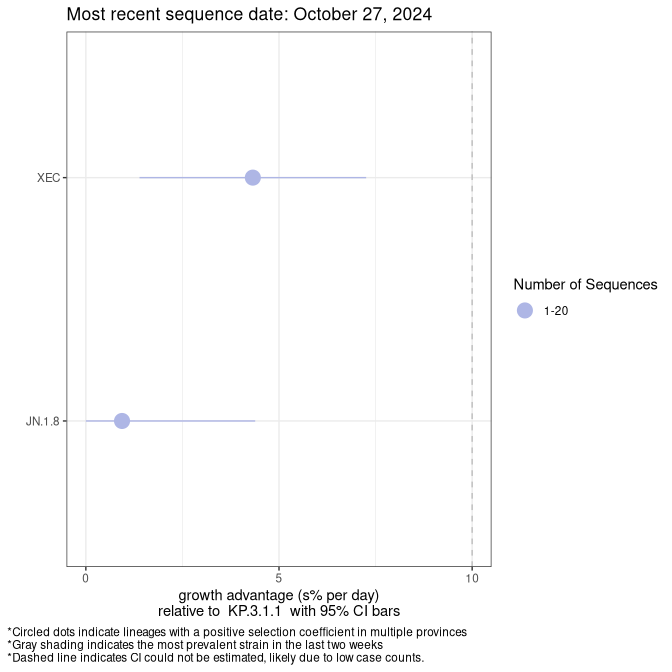 Most recent sequence date: October 27, 2024
XEC
JN.1.8
0 5 10
growth advantage (s% per day)
relative to KP.3.1.1 with 95% CI bars
Number of Sequences
1-20
*Circled dots indicate lineages with a positive selection coefficient in multiple provinces
*Gray shading indicates the most prevalent strain in the last two weeks
*Dashed line indicates CI could not be estimated, likely due to low case counts.